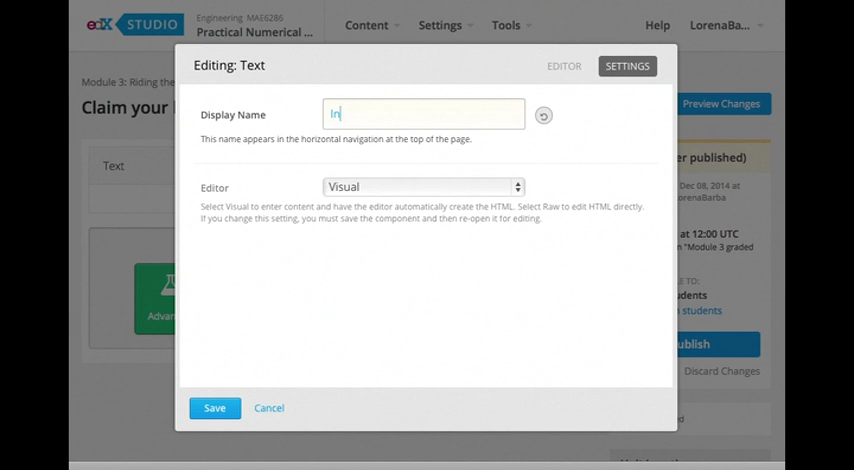 edX STUDIO
Engineering MAE6286
Practical Numerical ...
Content
Settings
Tools
Help
LorenaBa...
Module 3: Riding the
Claim your
Preview Changes
Text
Editing: Text
EDITOR
SETTINGS
Display Name
In
This name appears in the horizontal navigation at the top of the page.
Editor
Visual
Select Visual to enter content and have the editor automatically create the HTML. Select Raw to edit HTML directly.
If you change this setting, you must save the component and then re-open it for editing.
er published)
Dec 08, 2014 at
orenaBarba
at 12:00 UTC
"Module 3 graded
E TO:
udents
students
ublish
Discard Changes
Advan
Save
Cancel